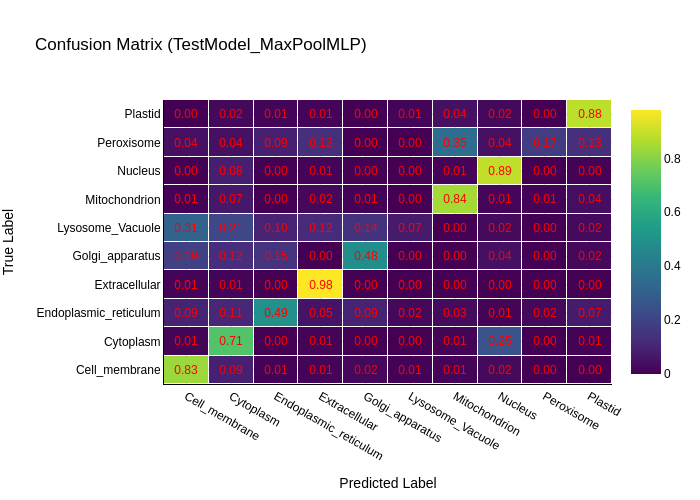 Confusion Matrix (TestModel_MaxPoolMLP)
Plastid 0.00 0.02 0.01 0.01 0.00 0.01 0.04 0.02 0.00 0.88
Peroxisome 0.04 0.04 0.09 0.13 0.00 0.00 0.35 0.04 0.17 0.13
Nucleus 0.00 0.08 0.00 0.01 0.00 0.00 0.01 0.89 0.00 0.00
Mitochondrion 0.01 0.07 0.00 0.02 0.01 0.00 0.84 0.01 0.01 0.04
Lysosome_Vacuole 0.31 0.21 0.10 0.12 0.14 0.07 0.00 0.02 0.00 0.02
Golgi_apparatus 0.19 0.12 0.15 0.00 0.48 0.00 0.00 0.04 0.00 0.02
Extracellular 0.01 0.01 0.00 0.98 0.00 0.00 0.00 0.00 0.00 0.00
Endoplasmic_reticulum 0.09 0.11 0.49 0.05 0.09 0.02 0.03 0.01 0.02 0.07
Cytoplasm 0.01 0.71 0.00 0.01 0.00 0.00 0.01 0.25 0.00 0.01
Cell_membrane 0.83 0.09 0.01 0.01 0.02 0.01 0.01 0.02 0.00 0.00
Cell_membrane Cytoplasm Endoplasmic_reticulum Extracellular Golgi_apparatus Lysosome_Vacuole Mitochondrion Nucleus Peroxisome Plastid
Predicted Label
True Label
0.8
0.6
0.4
0.2
0